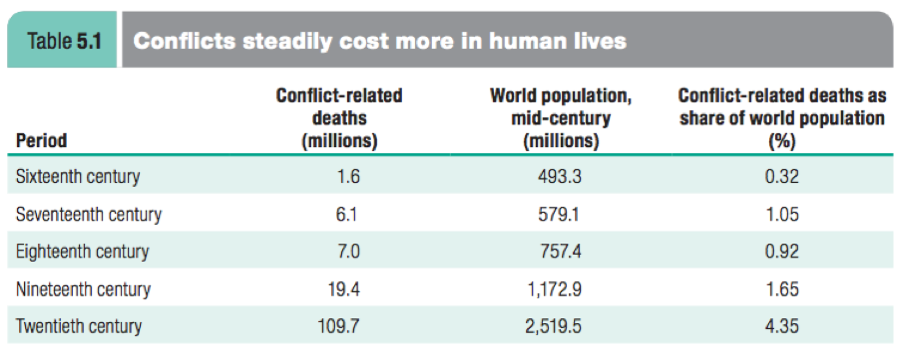 Table 5.1 Conflicts steadily cost more in human lives
Period Conflict-related deaths (millions) World population, mid-century (millions) Conflict-related deaths as share of world population (%)
Sixteenth century 1.6 493.3 0.32
Seventeenth century 6.1 579.1 1.05
Eighteenth century 7.0 757.4 0.92
Nineteenth century 19.4 1,172.9 1.65
Twentieth century 109.7 2,519.5 4.35